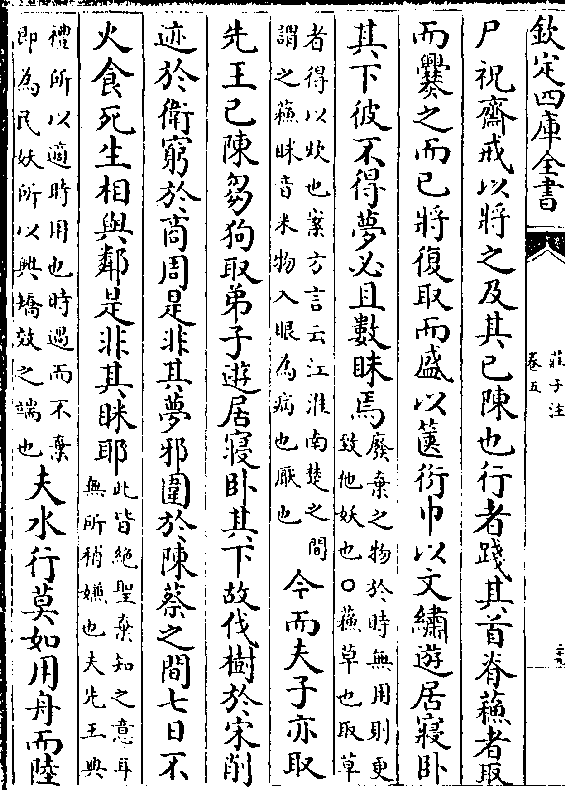 欽定四庫全書
莊子注
卷五
尸祝齋戒以將之及其已陳也行者踐其首脊蘇者取
而爨之而已將復取而盛以篋衍巾以文繡遊居寢卧
其下彼不得夢必且數眯焉
廢棄之物於時無用則更
致他妖也○蘇草也取草
者得以炊也案方言云江淮南楚之間
謂之蘇眯音米物入眼為病也厭也
今而夫子亦取
先王已陳芻狗取弟子遊居寢卧其下故伐樹於宋削
迹於衛窮於商周是非其夢邪圍於陳蔡之間七日不
火食死生相與鄰是非其眯耶
此皆絕聖棄知之意耳
無所稍嫌也夫先王典
禮所以適時用也時過而不棄
即為民妖所以興矯效之端也
夫水行莫如用舟而陸